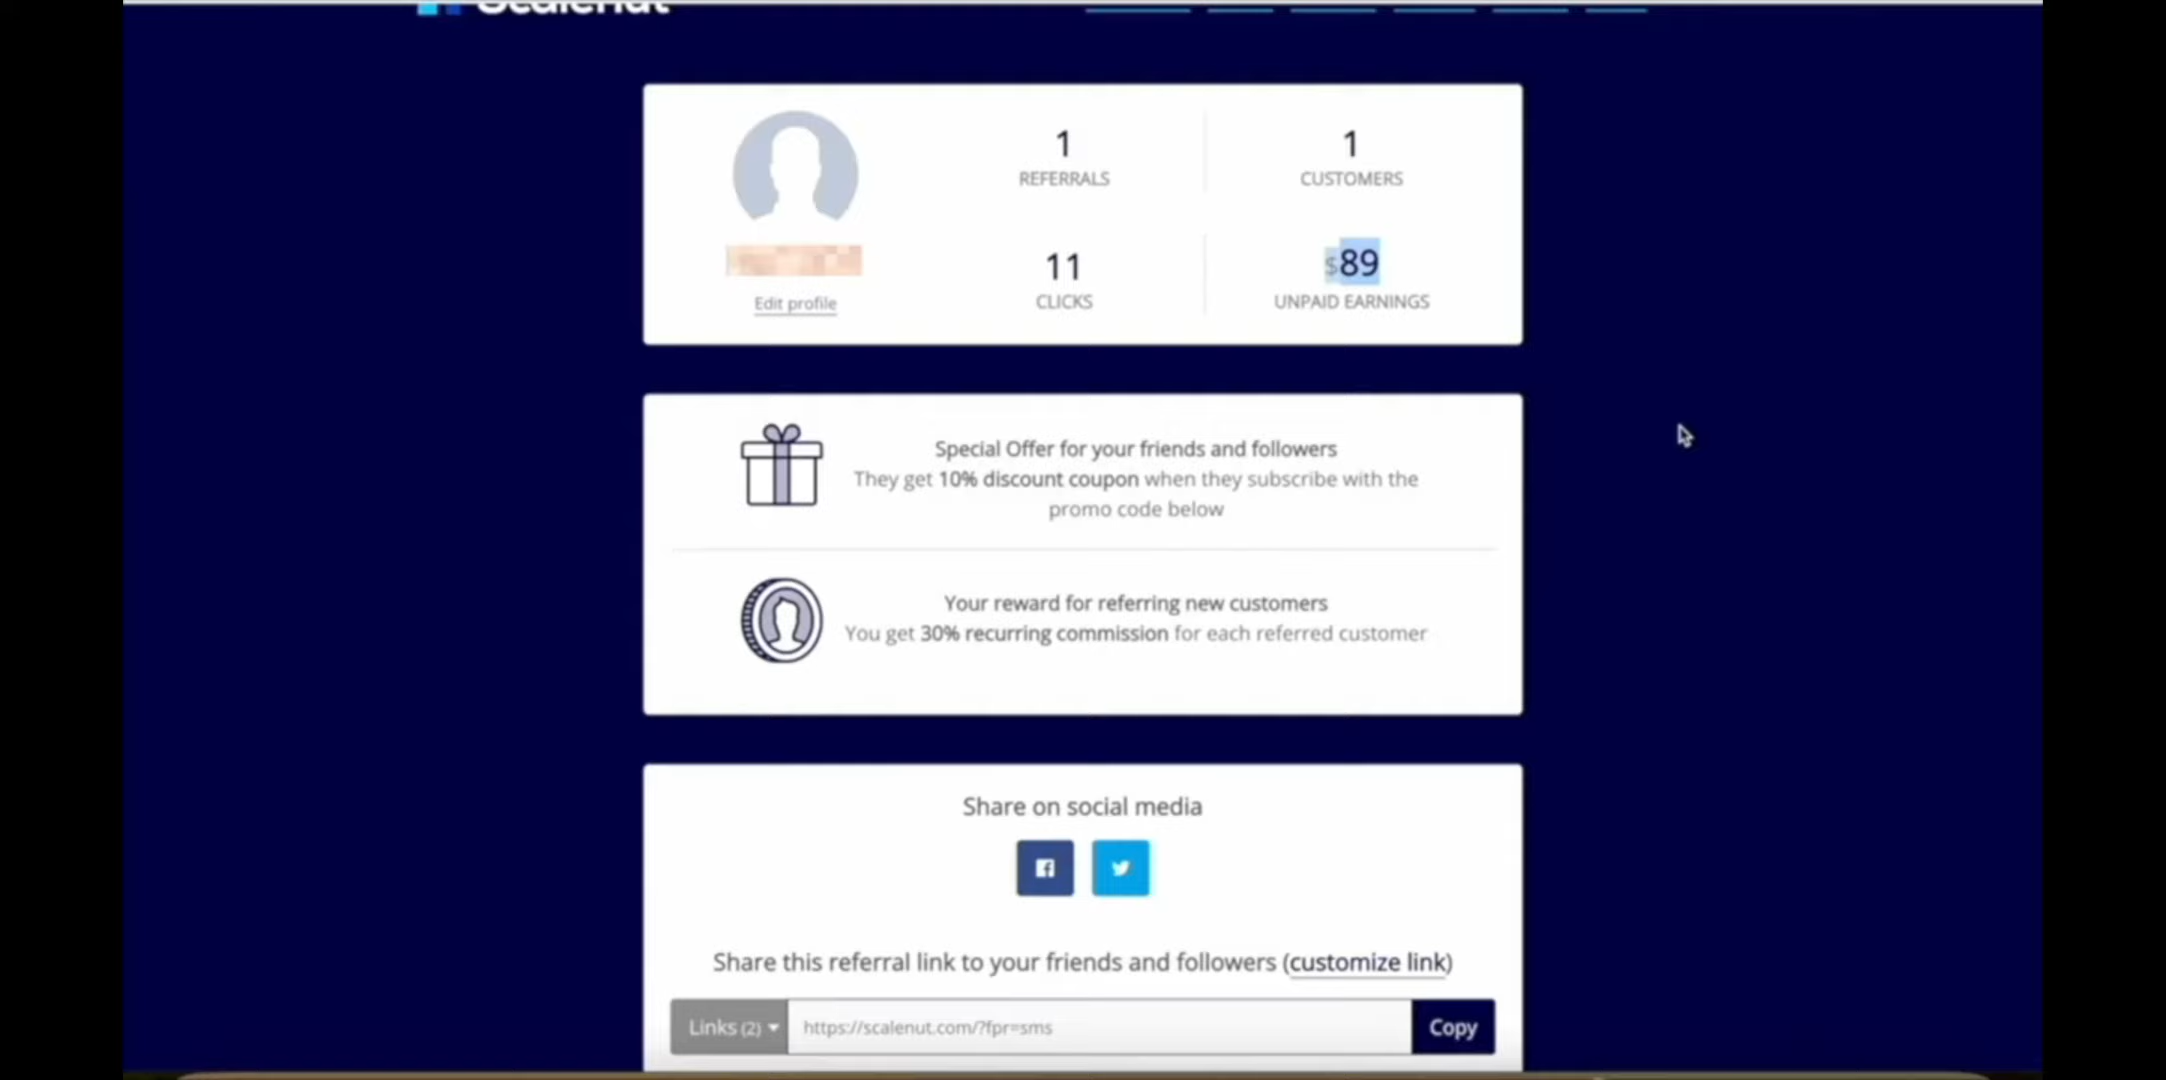 Scalenut
1
REFERRALS
1
CUSTOMERS
Edit profile
11
CLICKS
$89
UNPAID EARNINGS
Special Offer for your friends and followers
They get 10% discount coupon when they subscribe with the
promo code below
Your reward for referring new customers
You get 30% recurring commission for each referred customer
Share on social media
Share this referral link to your friends and followers (customize link)
Links (2)
https://scalenut.com/?fpr=sms
Copy